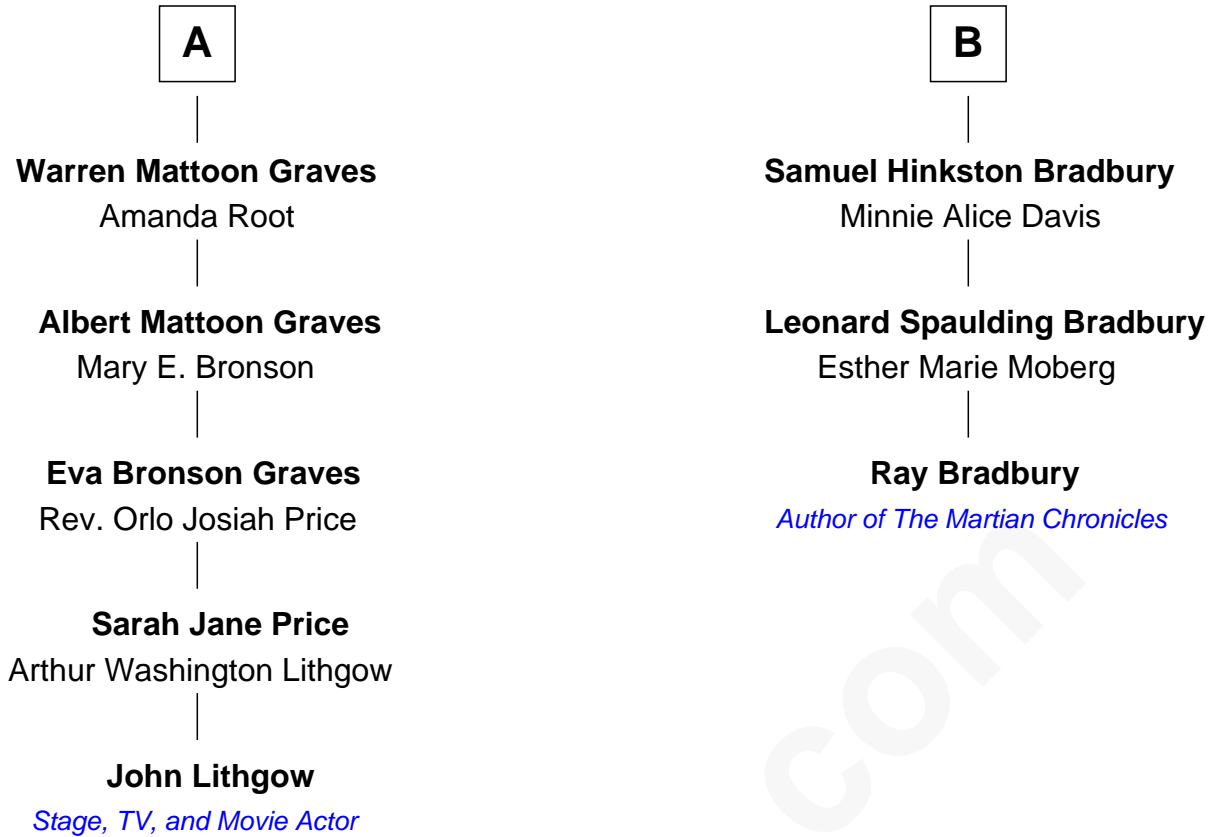 A
Warren Mattoon Graves
Amanda Root
Albert Mattoon Graves
Mary E. Bronson
Eva Bronson Graves
Rev. Orlo Josiah Price
Sarah Jane Price
Arthur Washington Lithgow
John Lithgow
Stage, TV, and Movie Actor
B
Samuel Hinkston Bradbury
Minnie Alice Davis
Leonard Spaulding Bradbury
Esther Marie Moberg
Ray Bradbury
Author of The Martian Chronicles
com